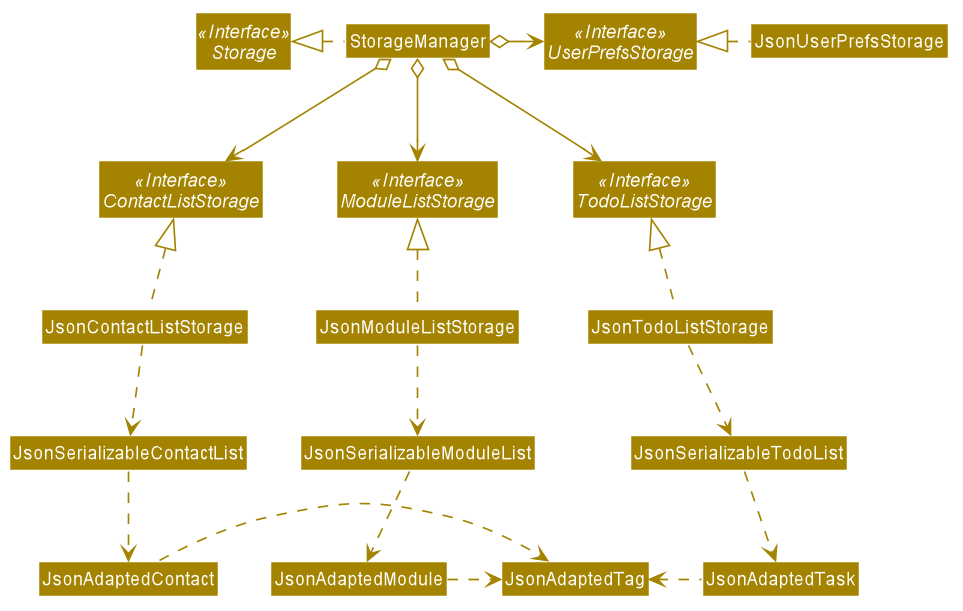 «Interface»
Storage
StorageManager
«Interface»
UserPrefsStorage
JsonUserPrefsStorage
«Interface»
ContactListStorage
«Interface»
ModuleListStorage
«Interface»
TodoListStorage
JsonContactListStorage
JsonModuleListStorage
JsonTodoListStorage
JsonSerializableContactList
JsonSerializableModuleList
JsonSerializableTodoList
JsonAdaptedContact
JsonAdaptedModule
JsonAdaptedTag
JsonAdaptedTask